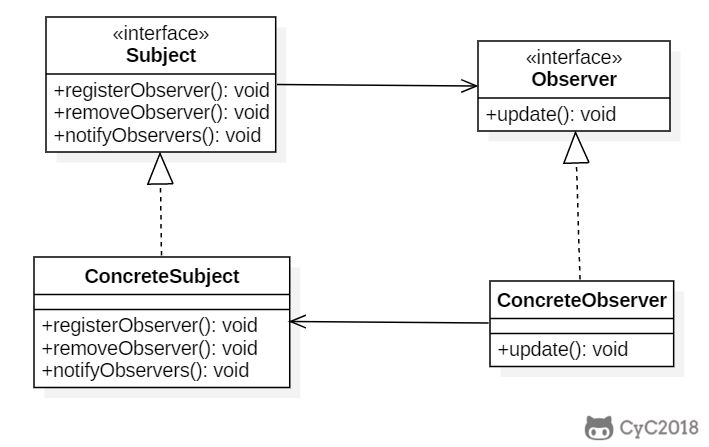 «interface»
Subject
+registerObserver(): void
+removeObserver(): void
+notifyObservers(): void
«interface»
Observer
+update(): void
ConcreteSubject
+registerObserver(): void
+removeObserver(): void
+notifyObservers(): void
ConcreteObserver
+update(): void
CyC2018